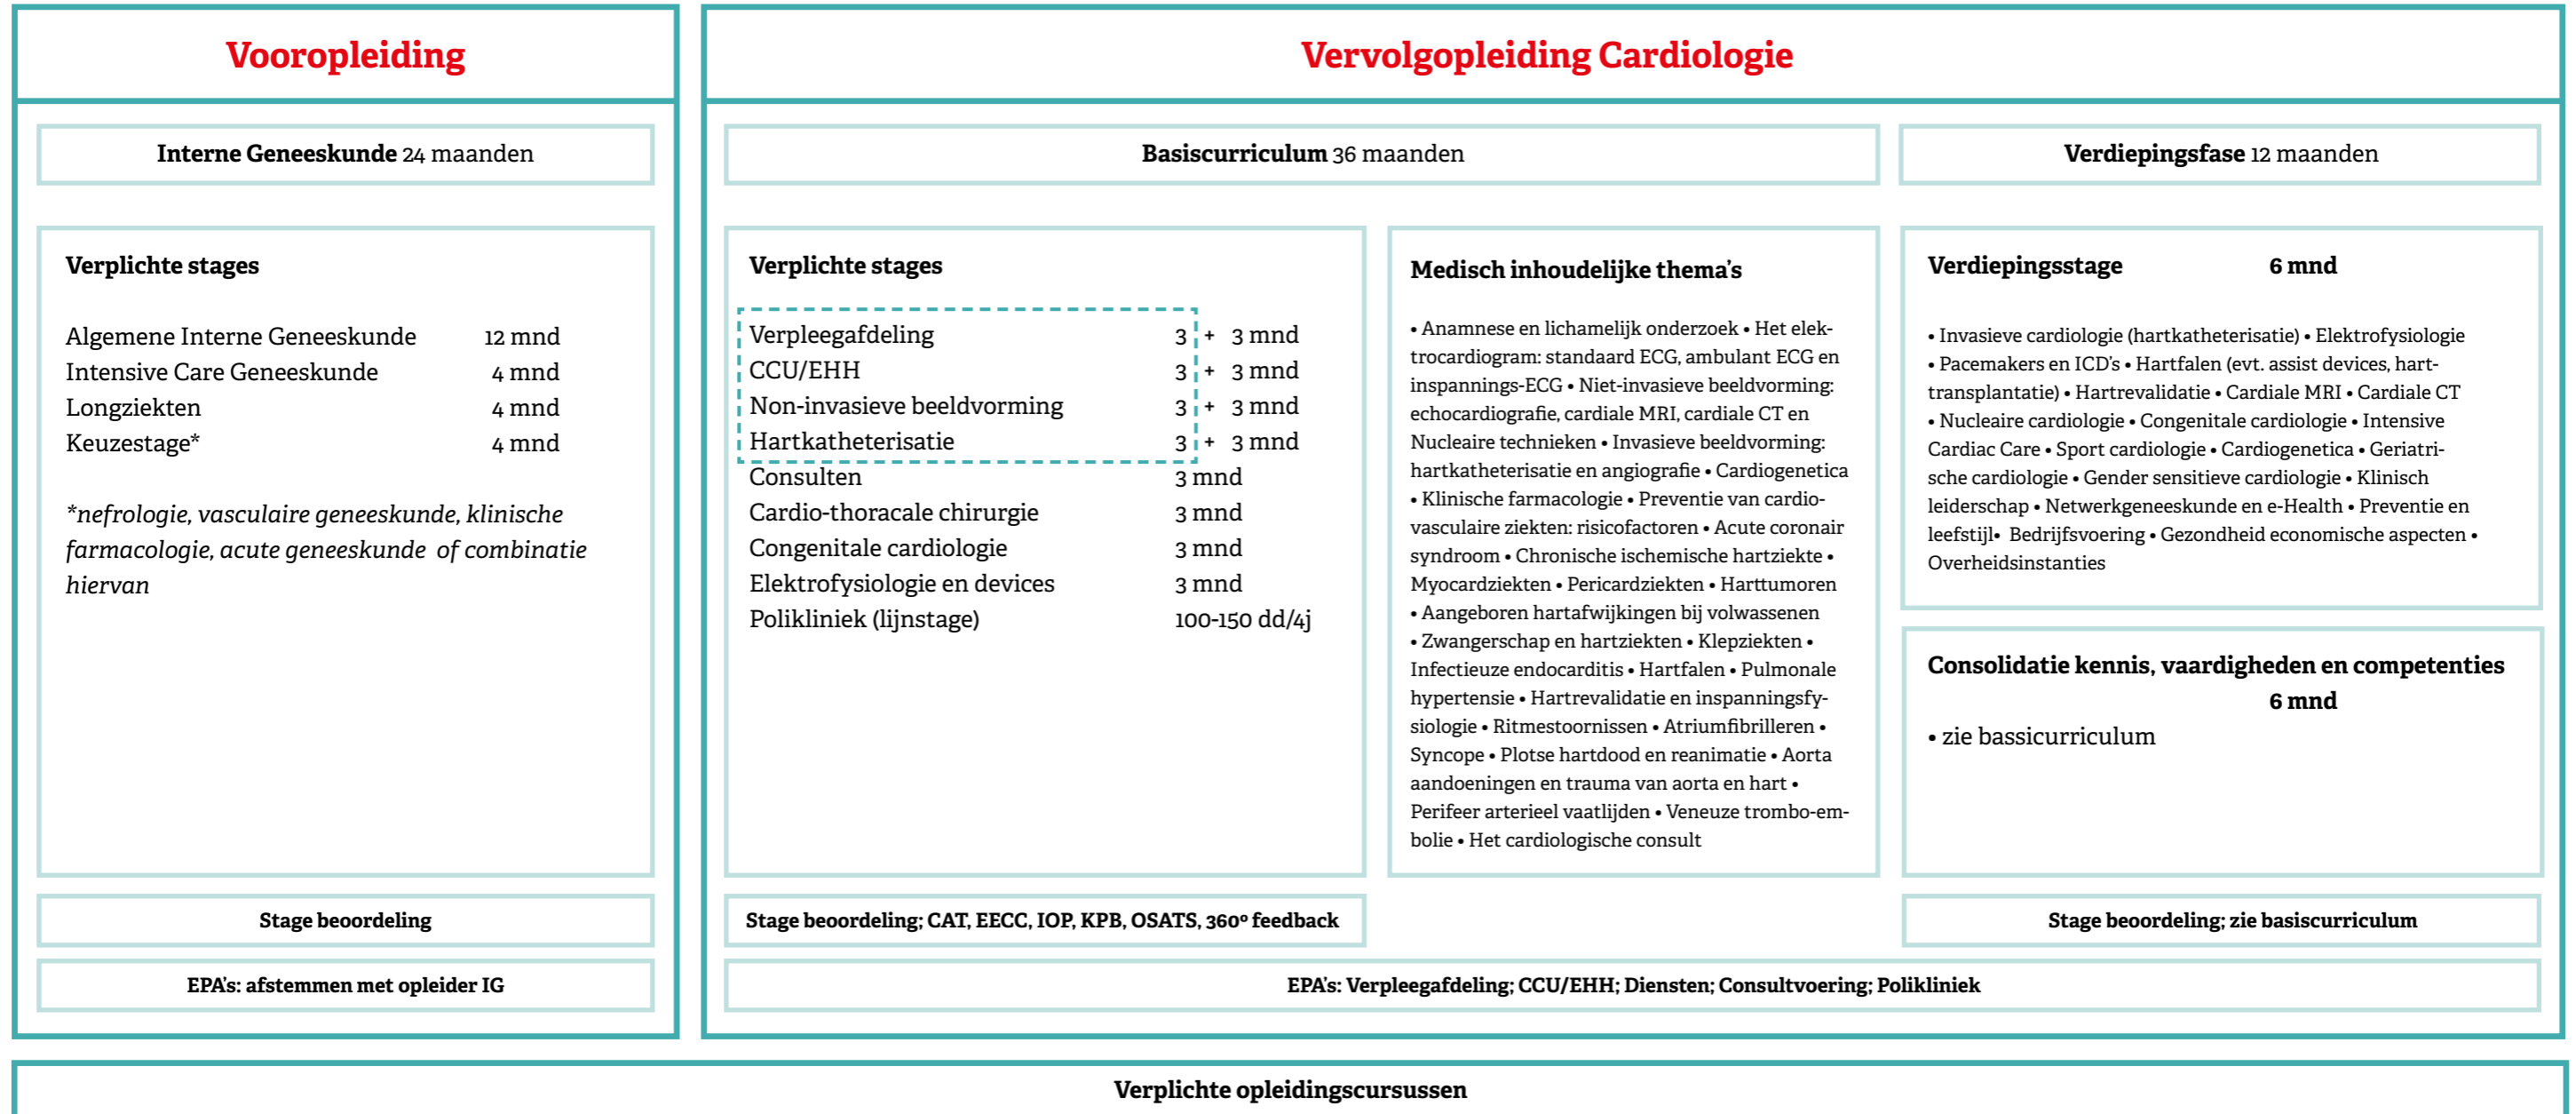 Vooropleiding
Interne Geneeskunde 24 maanden
Verplichte stages
Algemene Interne Geneeskunde 12 mnd
Intensive Care Geneeskunde 4 mnd
Longziekten 4 mnd
Keuzestage* 4 mnd
*nefrologie, vasculaire geneeskunde, klinische
farmacologie, acute geneeskunde of combinatie
hiervan
Stage beoordeling
EPA's: afstemmen met opleider IG
Vervolgopleiding Cardiologie
Basiscurriculum 36 maanden
Verplichte stages
Verpleegafdeling 3 + 3 mnd
CCU/EHH 3 + 3 mnd
Non-invasieve beeldvorming 3 + 3 mnd
Hartkatheterisatie 3 + 3 mnd
Consulten 3 mnd
Cardio-thoracale chirurgie 3 mnd
Congenitale cardiologie 3 mnd
Elektrofysiologie en devices 3 mnd
Polikliniek (lijnstage) 100-150 dd/4j
Stage beoordeling; CAT, EECC, IOP, KPB, OSATS, 360º feedback
Medisch inhoudelijke thema's
• Anamnese en lichamelijk onderzoek • Het elek-
trocardiogram: standaard ECG, ambulant ECG en
inspannings-ECG • Niet-invasieve beeldvorming:
echocardiografie, cardiale MRI, cardiale CT en
Nucleaire technieken • Invasieve beeldvorming:
hartkatheterisatie en angiografie • Cardiogenetica
• Klinische farmacologie • Preventie van cardio-
vasculaire ziekten: risicofactoren • Acute coronair
syndroom • Chronische ischemische hartziekte •
Myocardziekten • Pericardziekten • Harttumoren
• Aangeboren hartafwijkingen bij volwassenen
• Zwangerschap en hartziekten • Klepziekten •
Infectieuze endocarditis • Hartfalen • Pulmonale
hypertensie • Hartrevalidatie en inspanningsfy-
siologie • Ritmestoornissen • Atriumfibrilleren •
Syncope • Plotse hartdood en reanimatie • Aorta
aandoeningen en trauma van aorta en hart •
Perifeer arterieel vaatlijden • Veneuze trombo-em-
bolie • Het cardiologische consult
Verdiepingsfase 12 maanden
Verdiepingsstage 6 mnd
• Invasieve cardiologie (hartkatheterisatie) • Elektrofysiologie
• Pacemakers en ICD's • Hartfalen (evt. assist devices, hart-
transplantatie) • Hartrevalidatie • Cardiale MRI • Cardiale CT
• Nucleaire cardiologie • Congenitale cardiologie • Intensive
Cardiac Care • Sport cardiologie • Cardiogenetica • Geriatri-
sche cardiologie • Gender sensitieve cardiologie • Klinisch
leiderschap • Netwerkgeneeskunde en e-Health • Preventie en
leefstijl• Bedrijfsvoering • Gezondheid economische aspecten •
Overheidsinstanties
Consolidatie kennis, vaardigheden en competenties
6 mnd
• zie bassicurriculum
Stage beoordeling; zie basiscurriculum
EPA's: Verpleegafdeling; CCU/EHH; Diensten; Consultvoering; Polikliniek
Verplichte opleidingscursussen